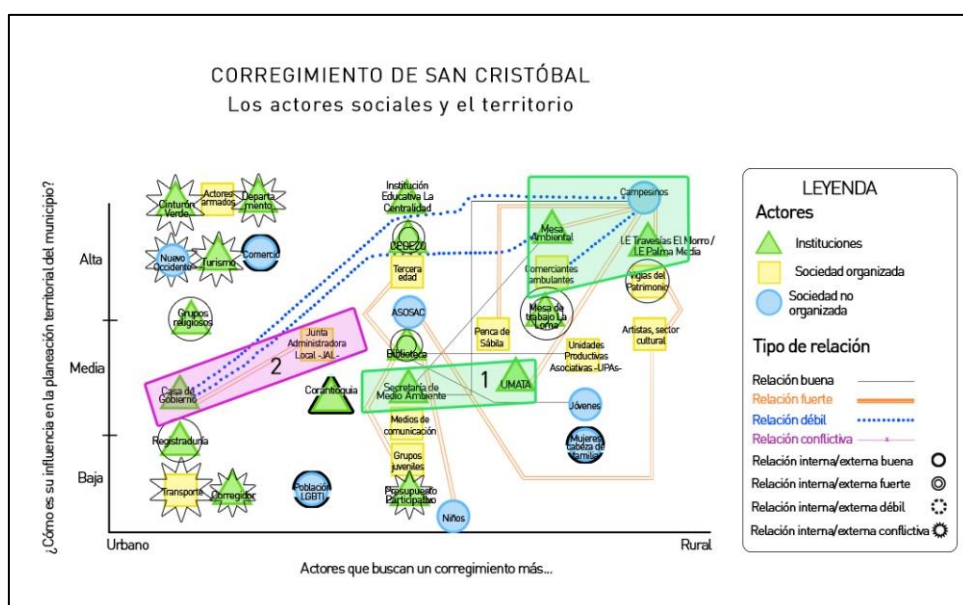 CORREGIMIENTO DE SAN CRISTÓBAL
Los actores sociales y el territorio
¿Cómo es su influencia en la planeación territorial del municipio?
Alta
Media
Baja
Cinturón
Verde
Actores
armados
Departa
mento
Nuevo
Occidente
Turismo
Comercio
Grupos
religiosos
Institución
Educativa La
Centralidad
Tercera
edad
ASOSAC
Biblioteca
Campesinos
Mesa
Ambiental
I.E Travesías El Morro /
I.E Palma Media
Comerciantes
ambulantes
Vigías del
Patrimonio
Mesa de
trabajo La
Loma
Penca de
Sábila
Artistas, sector
cultural
Unidades
Productivas
Asociativas -UPAs-
Junta
Administradora
Local -JAL-
2
Casa de
Gobierno
Corantioquia
Secretaría de
Medio Ambiente
1
UMATA
Jóvenes
Medios de
comunicación
Mujeres
cabeza de
familia
Registraduría
Grupos
juveniles
Transporte
Corregidor
Población
LGBTI
Presupuesto
Participativo
Niños
Urbano
Rural
Actores que buscan un corregimiento más...
LEYENDA
Actores
Instituciones
Sociedad organizada
Sociedad no
organizada
Tipo de relación
Relación buena
Relación fuerte
Relación débil
Relación conflictiva
Relación interna/externa buena
Relación interna/externa fuerte
Relación interna/externa débil
Relación interna/externa conflictiva